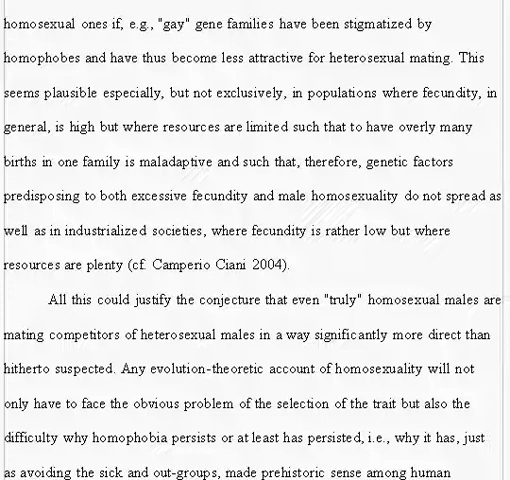 homosexual ones if, e.g., "gay" gene families have been stigmatized by
homophobes and have thus become less attractive for heterosexual mating. This
seems plausible especially, but not exclusively, in populations where fecundity, in
general, is high but where resources are limited such that to have overly many
births in one family is maladaptive and such that, therefore, genetic factors
predisposing to both excessive fecundity and male homosexuality do not spread as
well as in industrialized societies, where fecundity is rather low but where
resources are plenty (cf. Camperio Ciani 2004).
All this could justify the conjecture that even "truly" homosexual males are
mating competitors of heterosexual males in a way significantly more direct than
hitherto suspected. Any evolution-theoretic account of homosexuality will not
only have to face the obvious problem of the selection of the trait but also the
difficulty why homophobia persists or at least has persisted, i.e., why it has, just
as avoiding the sick and out-groups, made prehistoric sense among human